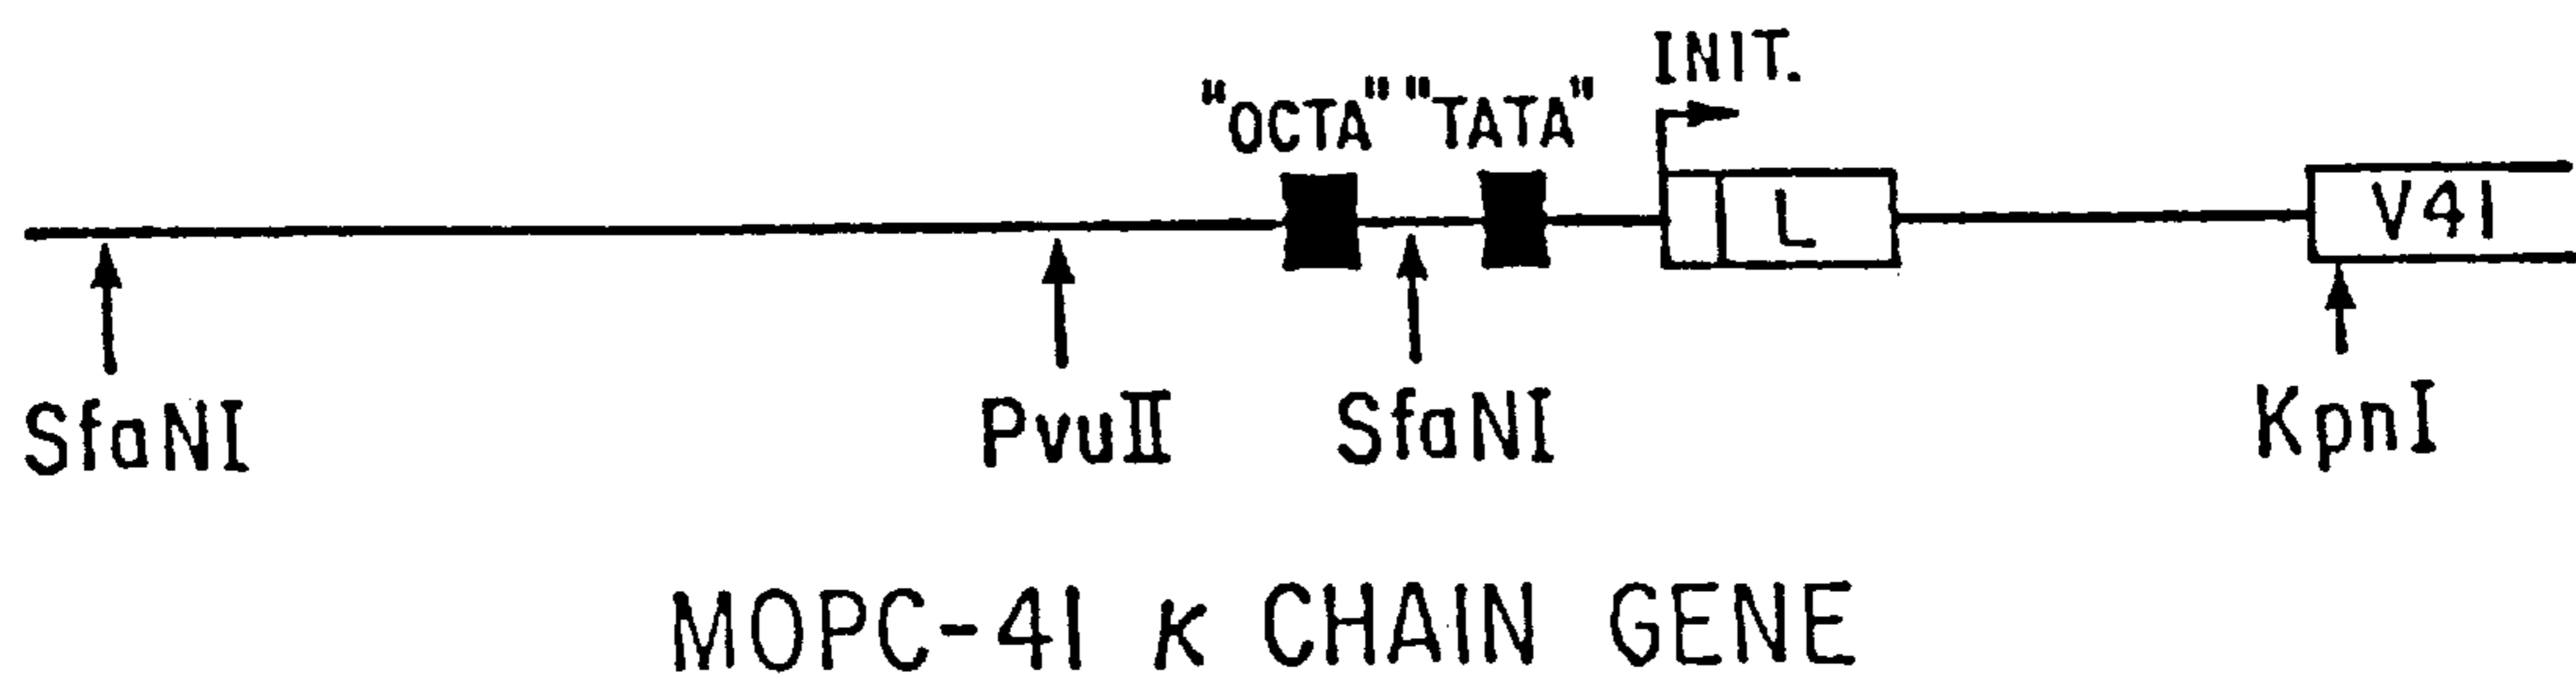 INIT.
"OCTA" "TATA"
L
V41
SfaNI
PvuII
SfaNI
KpnI
MOPC-41 κ CHAIN GENE